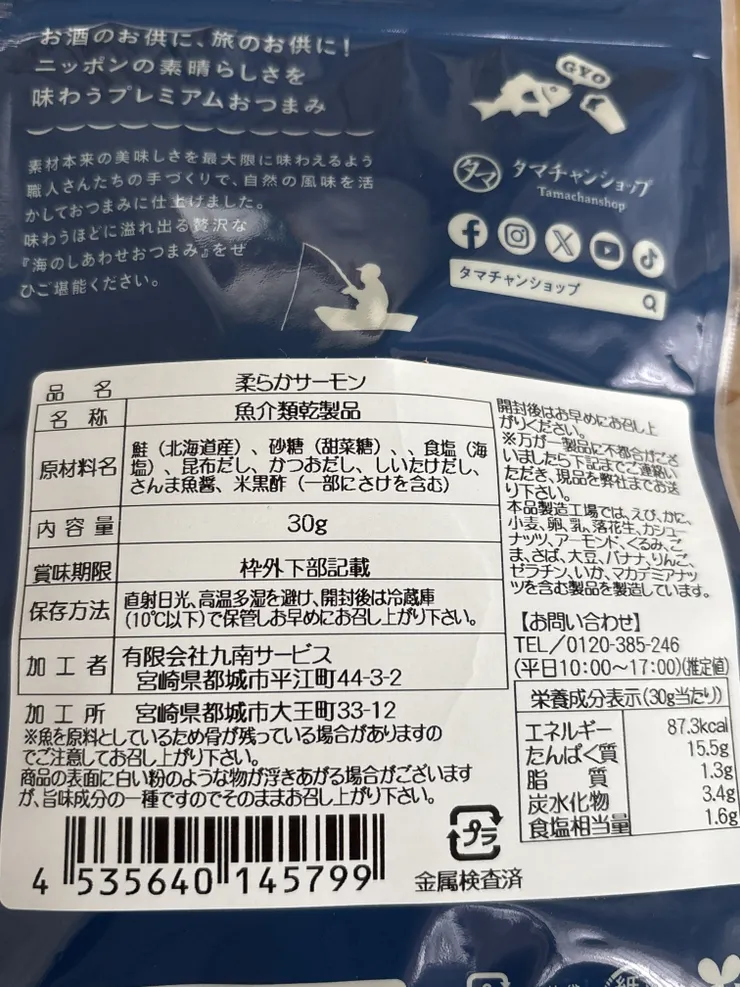 お酒のお供に、旅のお供に!
ニッポンの素晴らしさを
味わうプレミアムおつまみ
素材本来の美味しさを最大限に味わえるよう
職人さんたちの手づくりで、自然の風味を活
かしておつまみに仕上げました。
味わうほどに溢れ出る贅沢な
『海のしあわせおつまみ』をぜ
ひご堪能ください。
GYO
タマ タマチャンショップ
Tamachanshop
タマチャンショップ
品名 柔らかサーモン
名称 魚介類乾製品
原材料名 鮭(北海道産)、砂糖(甜菜糖)、、食塩(海
塩)、昆布だし、かつおだし、しいたけだし、
さんま魚醤、米黒酢(一部にさけを含む)
内容量 30g
賞味期限 枠外下部記載
保存方法 直射日光、高温多湿を避け、開封後は冷蔵庫
(10℃以下)で保管しお早めにお召し上がり下さい。
加工者 有限会社九南サービス
宮崎県都城市平江町44-3-2
加工所 宮崎県都城市大王町33-12
※魚を原料としているため骨が残っている場合がありますの
でご注意してお召し上がり下さい。
商品の表面に白い粉のような物が浮きあがる場合がございます
が、旨味成分の一種ですのでそのままお召し上がり下さい。
4 535640 145799
プラ
金属検査済
開封後はお早めにお召し上
がりください。
※万が一製品に不都合がござ
いましたら下記までご連絡い
ただき、現品を弊社までお送
り下さい。
本品製造工場では、えび、かに、
小麦、卵、乳、落花生、カシュー
ナッツ、アーモンド、くるみ、ご
ま、さば、大豆、バナナ、りんご、
ゼラチン、いか、マカデミアナッ
ツを含む製品を製造しています。
【お問い合わせ】
TEL/0120-385-246
(平日10:00～17:00)(推定値)
栄養成分表示(30g当たり)
エネルギー 87.3kcal
たんぱく質 15.5g
脂質 1.3g
炭水化物 3.4g
食塩相当量 1.6g